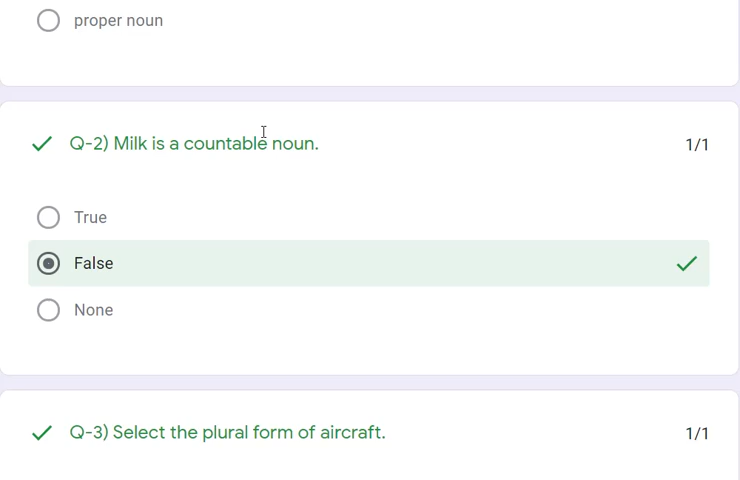 proper noun
Q-2) Milk is a countable noun.
1/1
True
False
None
Q-3) Select the plural form of aircraft.
1/1